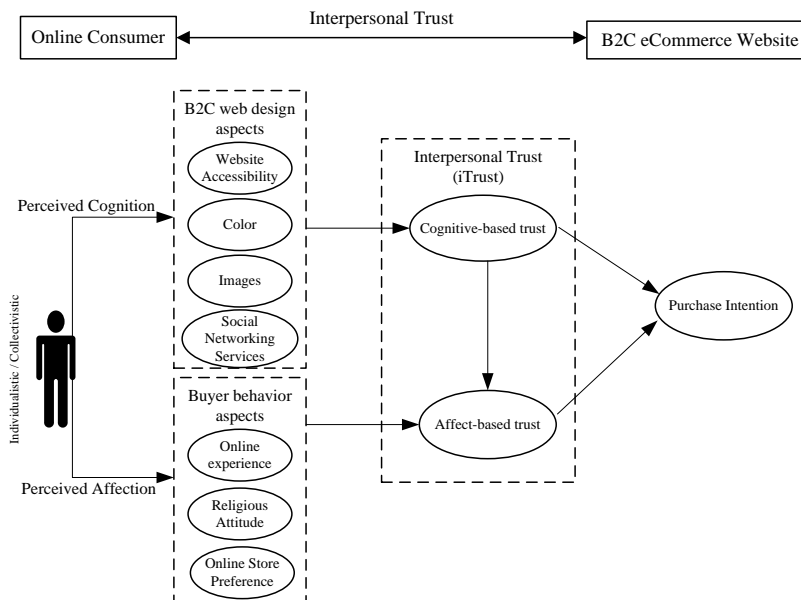 Interpersonal Trust
Online Consumer
B2C eCommerce Website
B2C web design
aspects
Website
Accessibility
Color
Images
Social
Networking
Services
Perceived Cognition
Individualistic / Collectivistic
Perceived Affection
Buyer behavior
aspects
Online
experience
Religious
Attitude
Online Store
Preference
Interpersonal Trust
(iTrust)
Cognitive-based trust
Affect-based trust
Purchase Intention